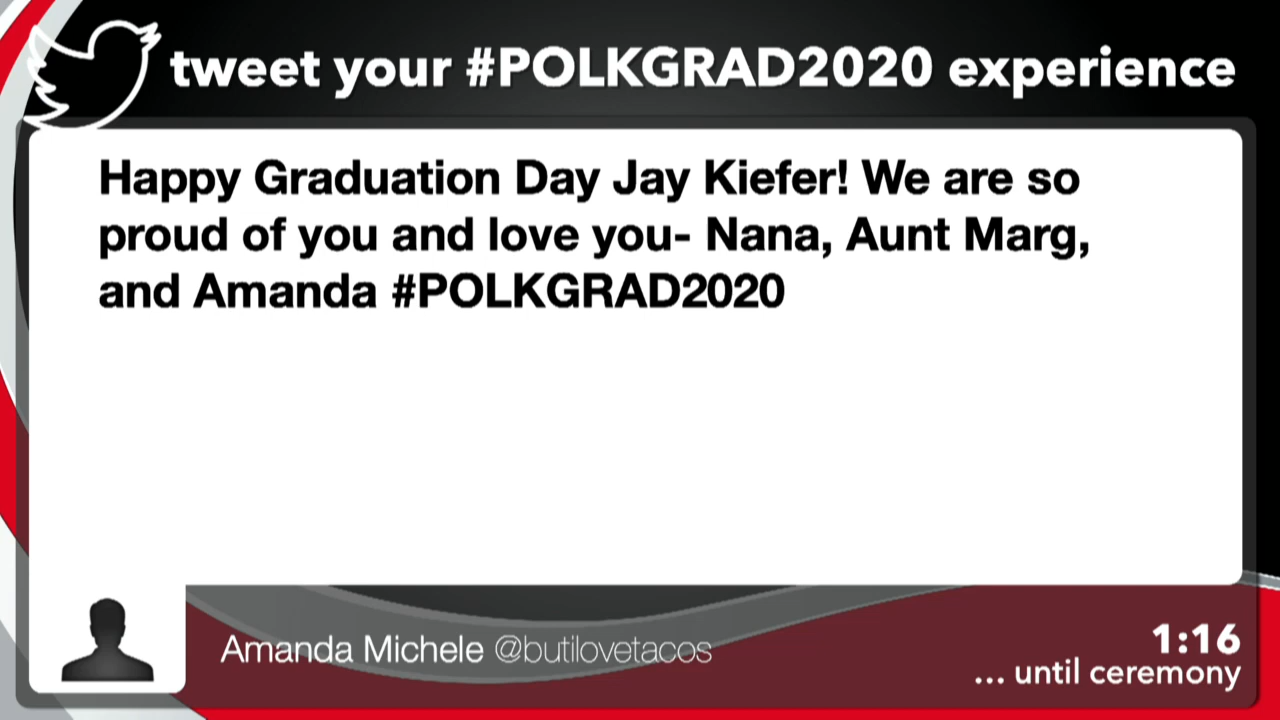 tweet your #POLKGRAD2020 experience
Happy Graduation Day Jay Kiefer! We are so
proud of you and love you- Nana, Aunt Marg,
and Amanda #POLKGRAD2020
Amanda Michele @butilovetacos
1:16
... until ceremony